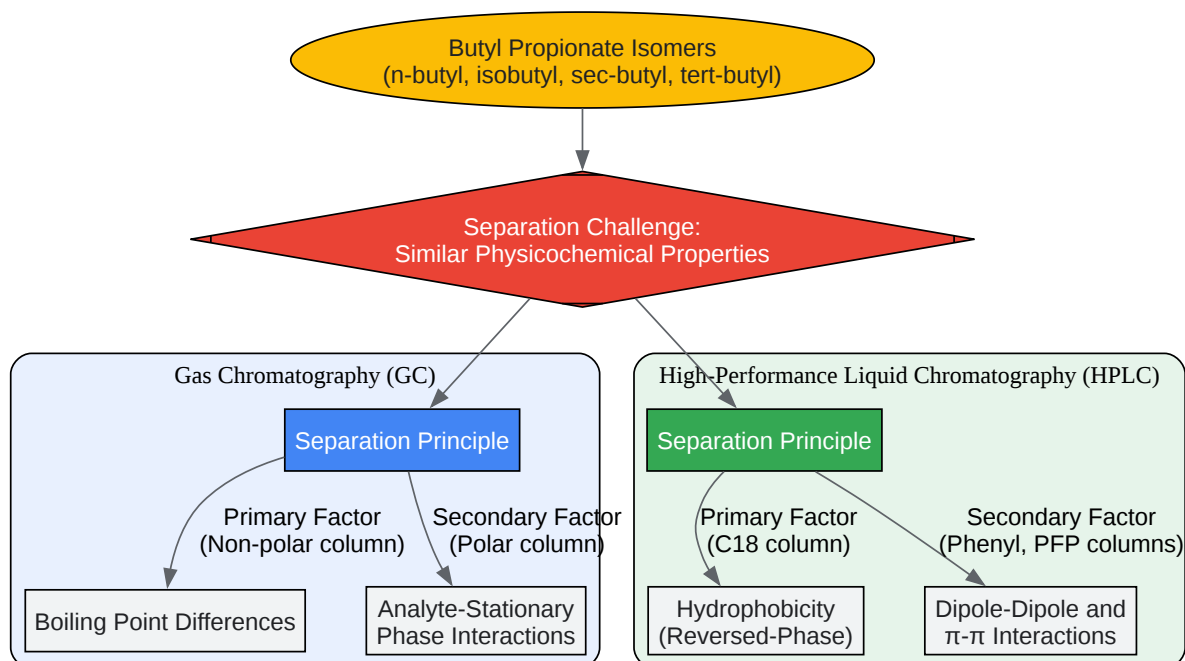 Butyl Propionate Isomers
(n-butyl, isobutyl, sec-butyl, tert-butyl)
Separation Challenge:
Similar Physicochemical Properties
Gas Chromatography (GC)
Separation Principle
Primary Factor
(Non-polar column)
Secondary Factor
(Polar column)
Boiling Point Differences
Analyte-Stationary
Phase Interactions
High-Performance Liquid Chromatography (HPLC)
Separation Principle
Primary Factor
(C18 column)
Secondary Factor
(Phenyl, PFP columns)
Hydrophobicity
(Reversed-Phase)
Dipole-Dipole and
π-π Interactions